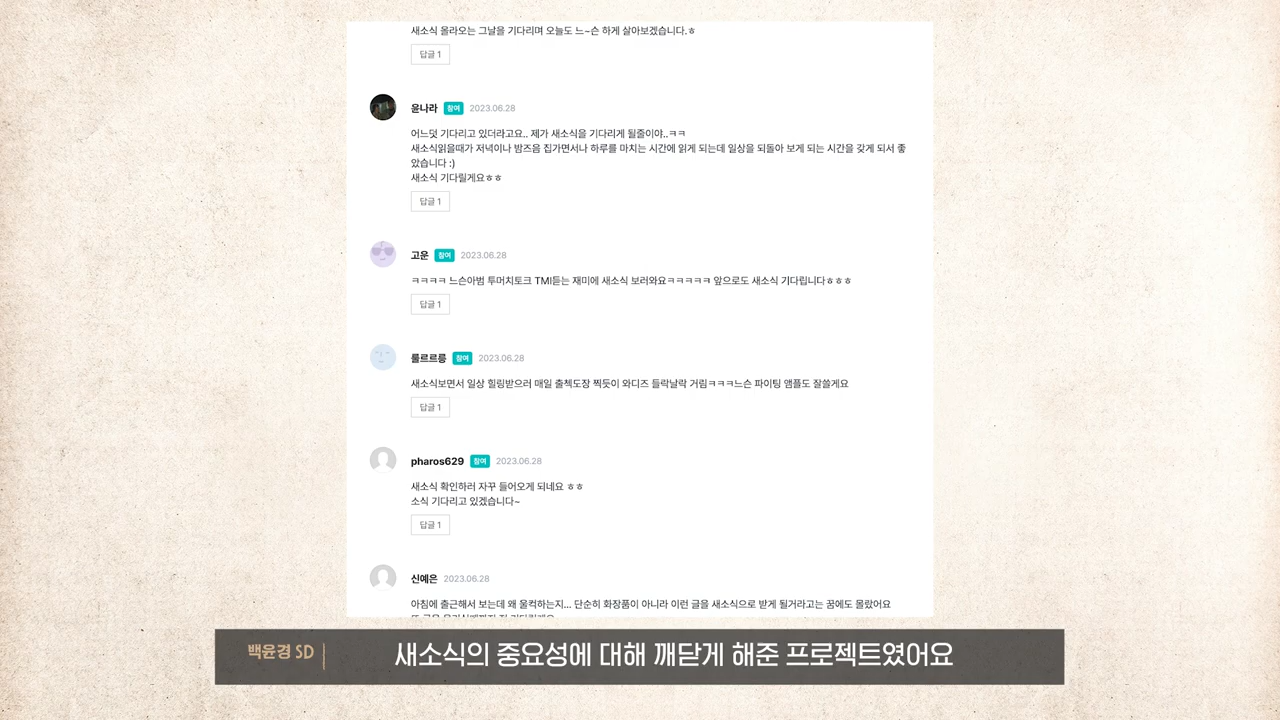 새소식 올라오는 그날을 기다리며 오늘도 느~슨 하게 살아보겠습니다.ㅎ
답글 1
윤나라 참여 2023.06.28
어느덧 기다리고 있더라고요.. 제가 새소식을 기다리게 될줄이야..ㅋㅋ
새소식읽을때가 저녁이나 밤즈음 집가면서나 하루를 마치는 시간에 읽게 되는데 일상을 되돌아 보게 되는 시간을 갖게 되서 좋
았습니다 :)
새소식 기다릴게요ㅎㅎ
답글 1
고운 참여 2023.06.28
ㅋㅋㅋㅋ 느슨아범 투머치토크 TMI듣는 재미에 새소식 보러와요ㅋㅋㅋㅋㅋ 앞으로도 새소식 기다립니다ㅎㅎㅎ
답글 1
룰르르릉 참여 2023.06.28
새소식보면서 일상 힐링받으러 매일 출첵도장 찍듯이 와디즈 들락날락 거림ㅋㅋㅋ느슨 파이팅 앰플도 잘쓸게요
답글 1
pharos629 참여 2023.06.28
새소식 확인하러 자꾸 들어오게 되네요 ㅎㅎ
소식 기다리고 있겠습니다~
답글 1
신예은 2023.06.28
아침에 출근해서 보는데 왜 울컥하는지... 단순히 화장품이 아니라 이런 글을 새소식으로 받게 될거라고는 꿈에도 몰랐어요
백윤경 SD
새소식의 중요성에 대해 깨닫게 해준 프로젝트였어요